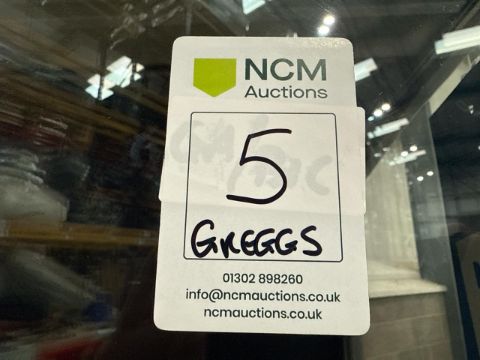 NCM
Auctions
5
GREGGS
01302 898260
info@ncmauctions.co.uk
ncmauctions.co.uk